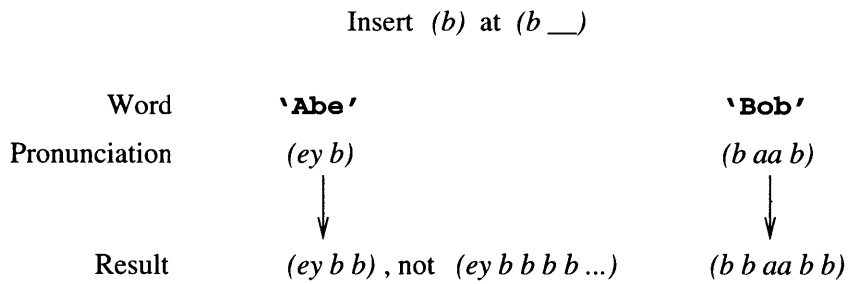 Insert (b) at (b __)
Word 'Abe' 'Bob'
Pronunciation (ey b) (b aa b)
Result (ey b b) , not (ey b b b b ...) (b b aa b b)